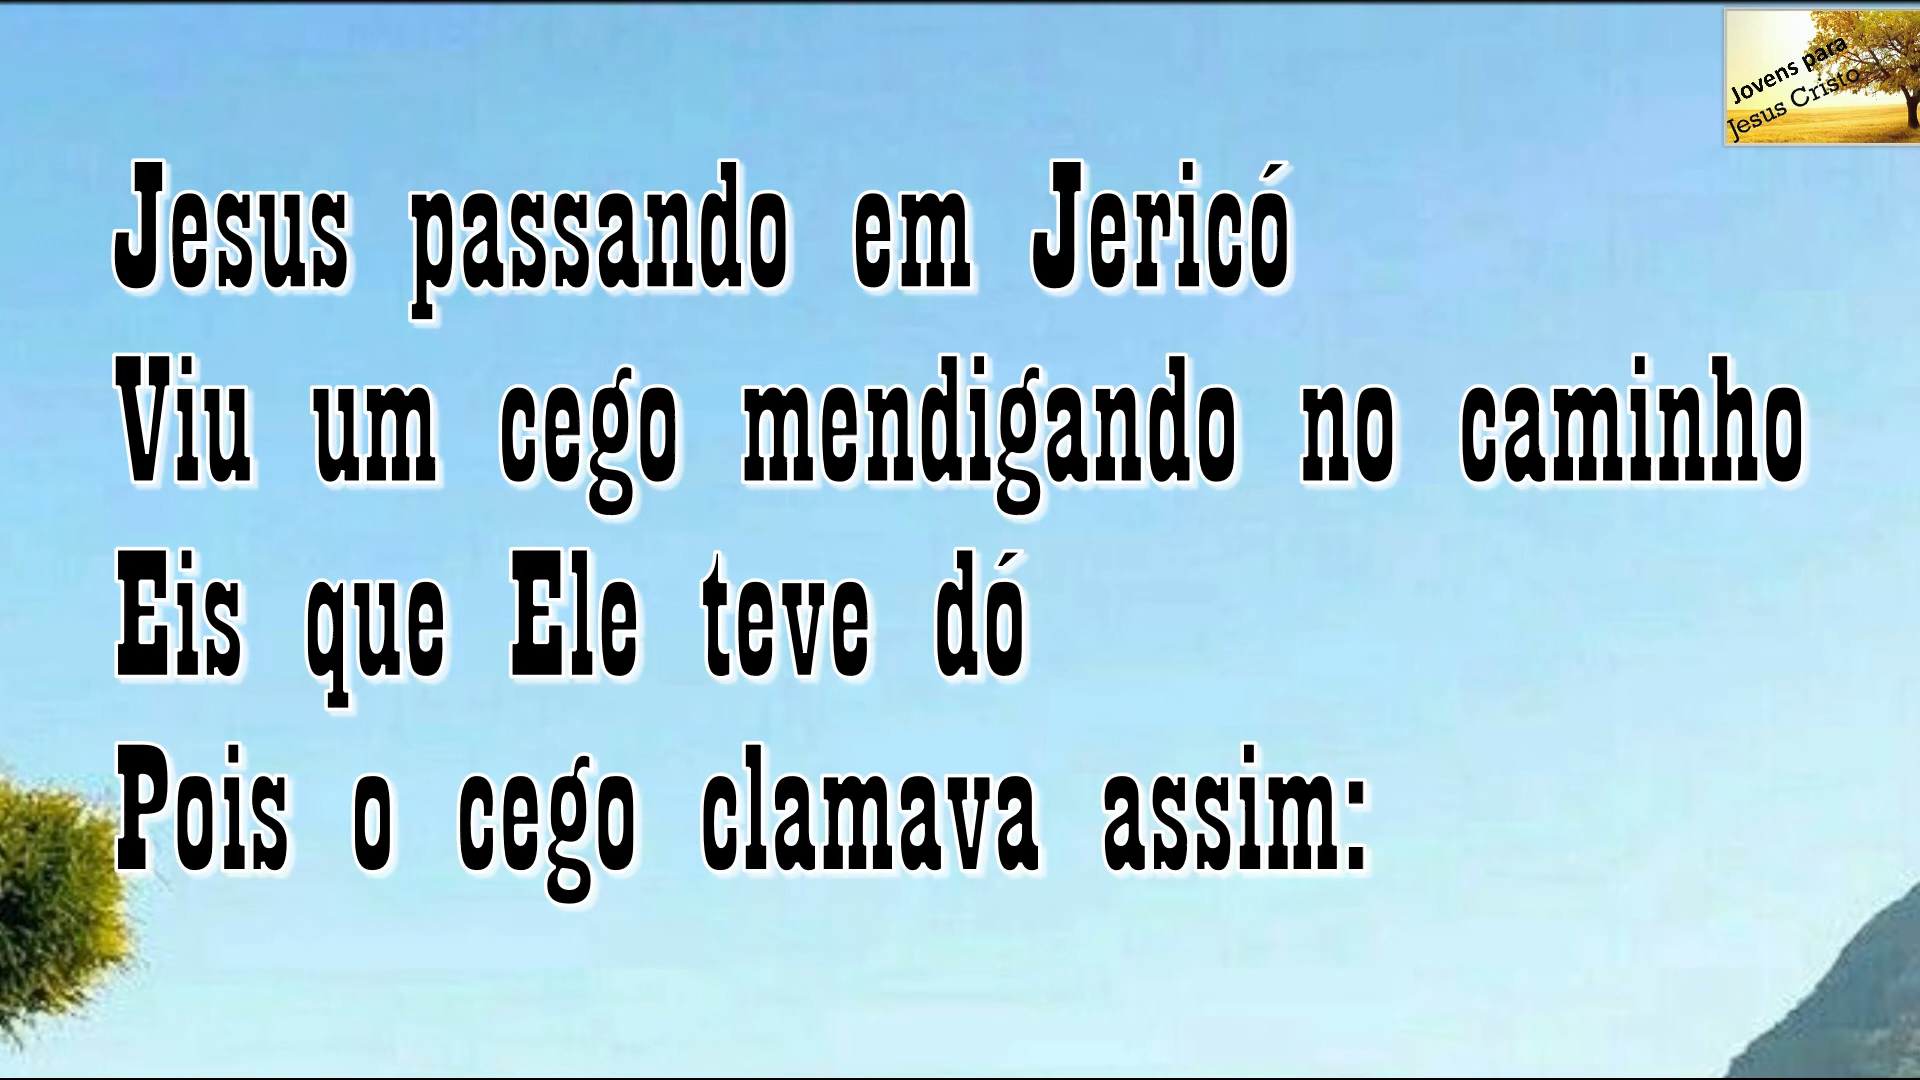 Jovens para
Jesus Cristo
Jesus passando em Jericó
Viu um cego mendigando no caminho
Eis que Ele teve dó
Pois o cego clamava assim: